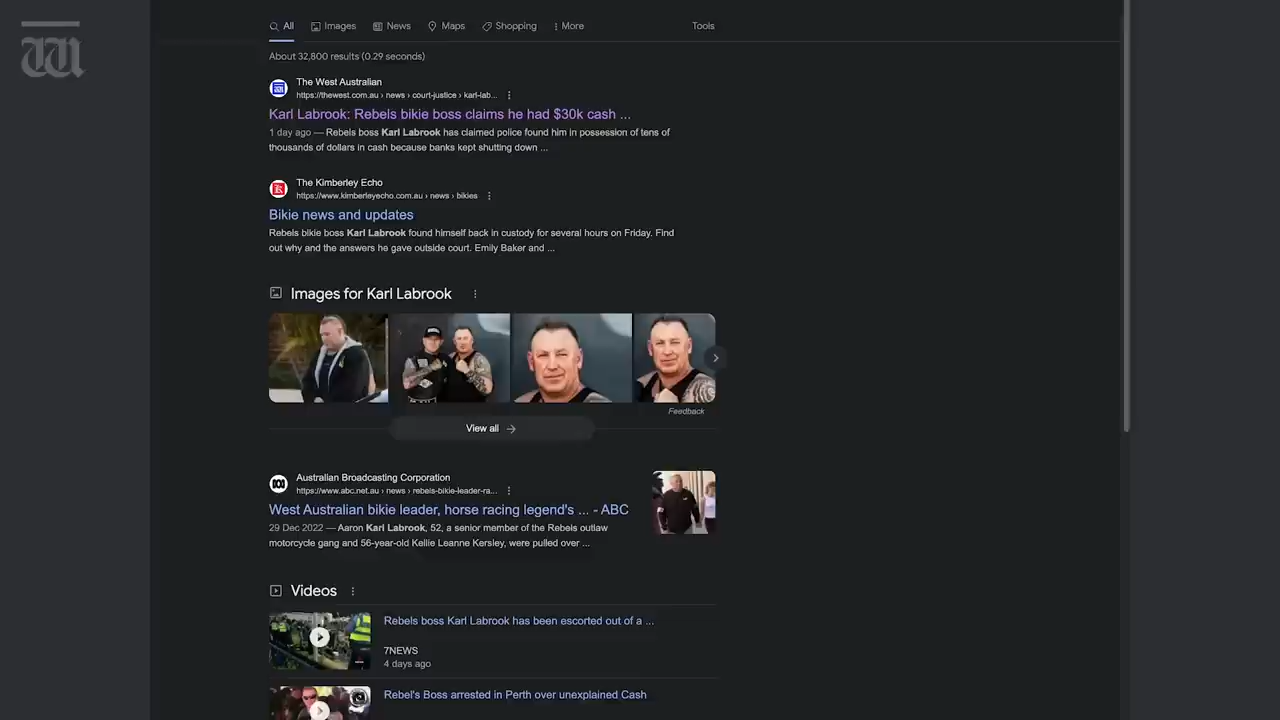 W
All
Images
News
Maps
Shopping
More
Tools
About 32,800 results (0.29 seconds)
The West Australian
https://thewest.com.au › news › court-justice › karl-lab...
Karl Labrook: Rebels bikie boss claims he had $30k cash ...
1 day ago — Rebels boss Karl Labrook has claimed police found him in possession of tens of
thousands of dollars in cash because banks kept shutting down ...
The Kimberley Echo
https://www.kimberleyecho.com.au › news › bikies
Bikie news and updates
Rebels bikie boss Karl Labrook found himself back in custody for several hours on Friday. Find
out why and the answers he gave outside court. Emily Baker and ...
Images for Karl Labrook
Feedback
View all
Australian Broadcasting Corporation
https://www.abc.net.au › news › rebels-bikie-leader-ra...
West Australian bikie leader, horse racing legend's ... - ABC
29 Dec 2022 — Aaron Karl Labrook, 52, a senior member of the Rebels outlaw
motorcycle gang and 56-year-old Kellie Leanne Kersley, were pulled over ...
Videos
Rebels boss Karl Labrook has been escorted out of a ...
7NEWS
4 days ago
Rebel's Boss arrested in Perth over unexplained Cash